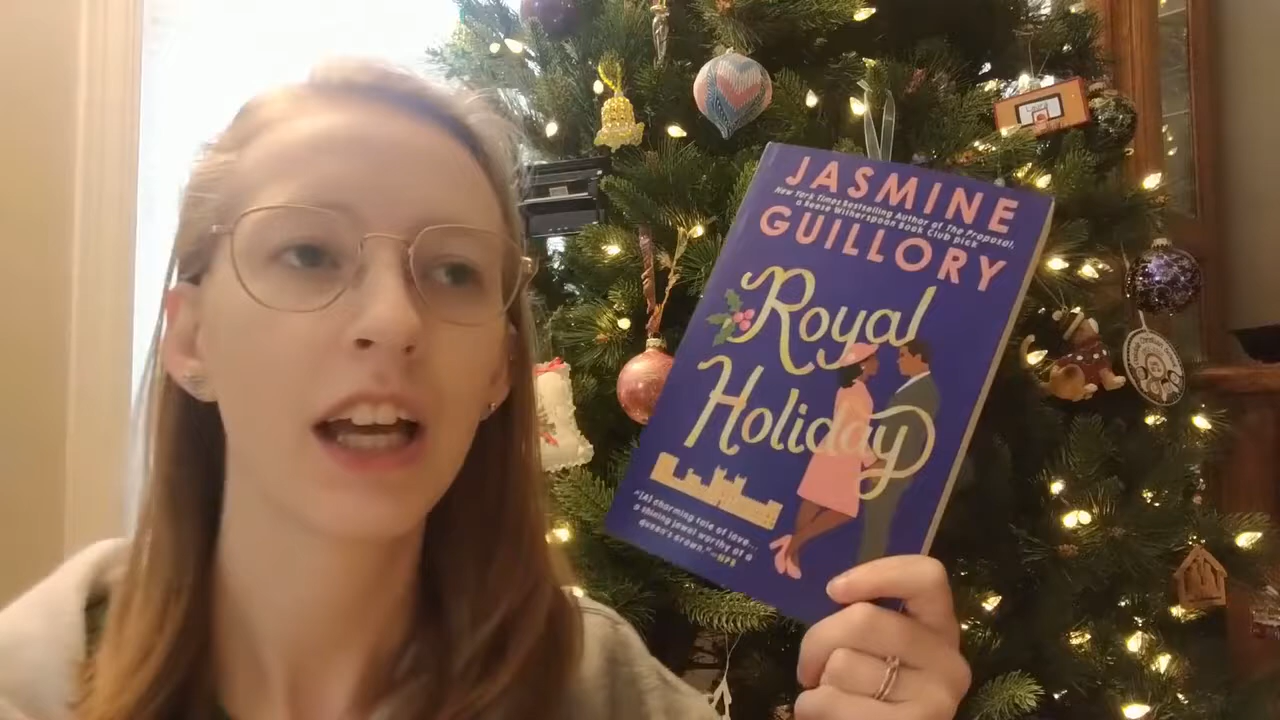 JASMINE
New York Times Bestselling Author of The Proposal,
a Reese Witherspoon Book Club pick
GUILLORY
Royal
Holiday
"[A] charming tale of love...
a shining jewel worthy of a
queen's crown."—NPR
Laura